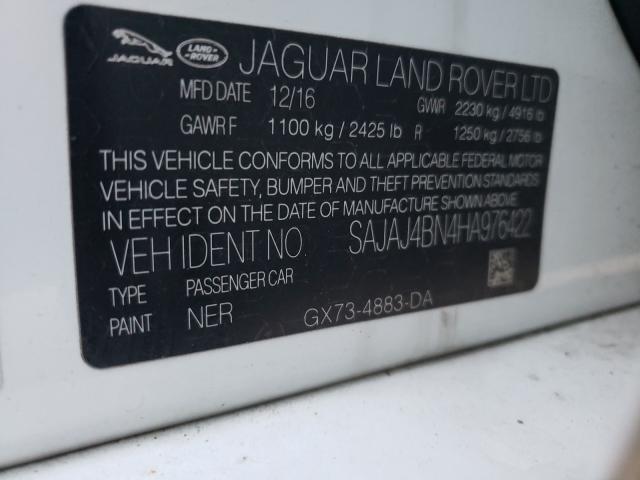 JAGUAR LAND ROVER JAGUAR LAND ROVER LTD
MFD DATE 12/16 GVWR 2230 kg / 4916 lb
GAWR F 1100 kg / 2425 lb R 1250 kg / 2756 lb
THIS VEHICLE CONFORMS TO ALL APPLICABLE FEDERAL MOTOR
VEHICLE SAFETY, BUMPER AND THEFT PREVENTION STANDARDS
IN EFFECT ON THE DATE OF MANUFACTURE SHOWN ABOVE.
VEH IDENT NO SAJAJ4BN4HA976422
TYPE PASSENGER CAR
PAINT NER GX73-4883-DA